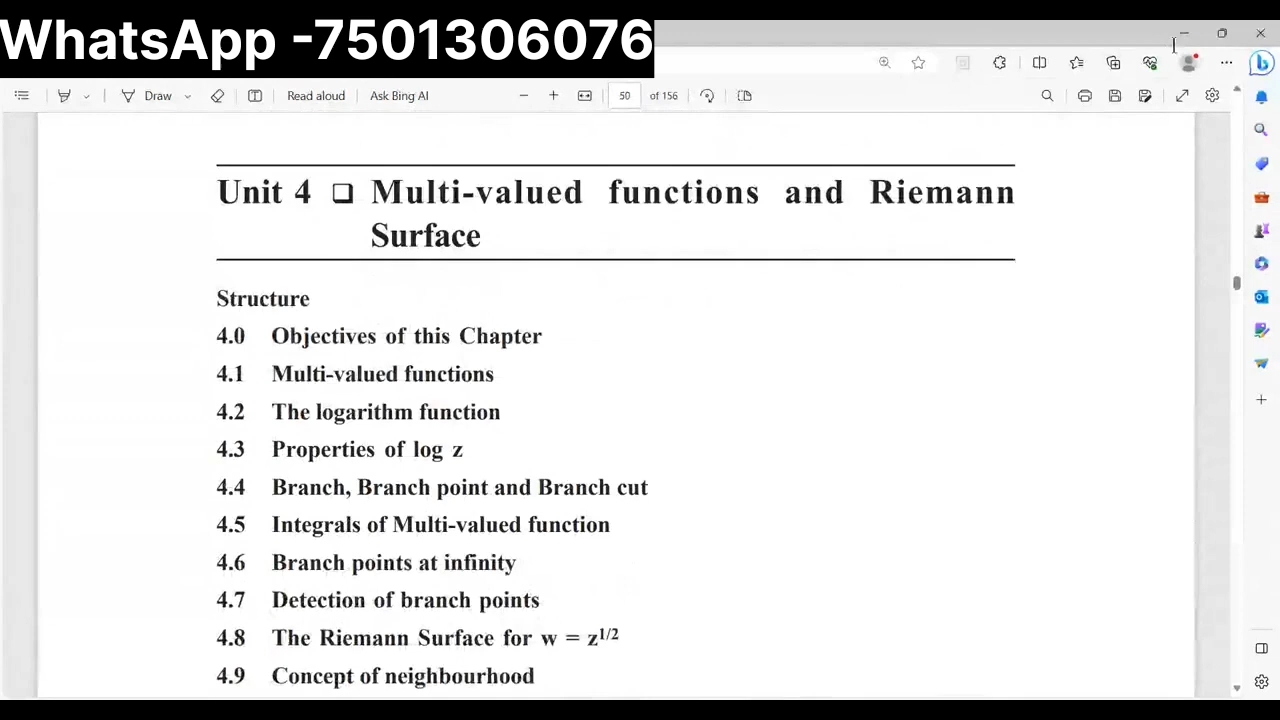 WhatsApp -7501306076
Draw
Read aloud
Ask Bing AI
50 of 156
Unit 4 ❑ Multi-valued functions and Riemann
Surface
Structure
4.0 Objectives of this Chapter
4.1 Multi-valued functions
4.2 The logarithm function
4.3 Properties of log z
4.4 Branch, Branch point and Branch cut
4.5 Integrals of Multi-valued function
4.6 Branch points at infinity
4.7 Detection of branch points
4.8 The Riemann Surface for w = z^1/2
4.9 Concept of neighbourhood